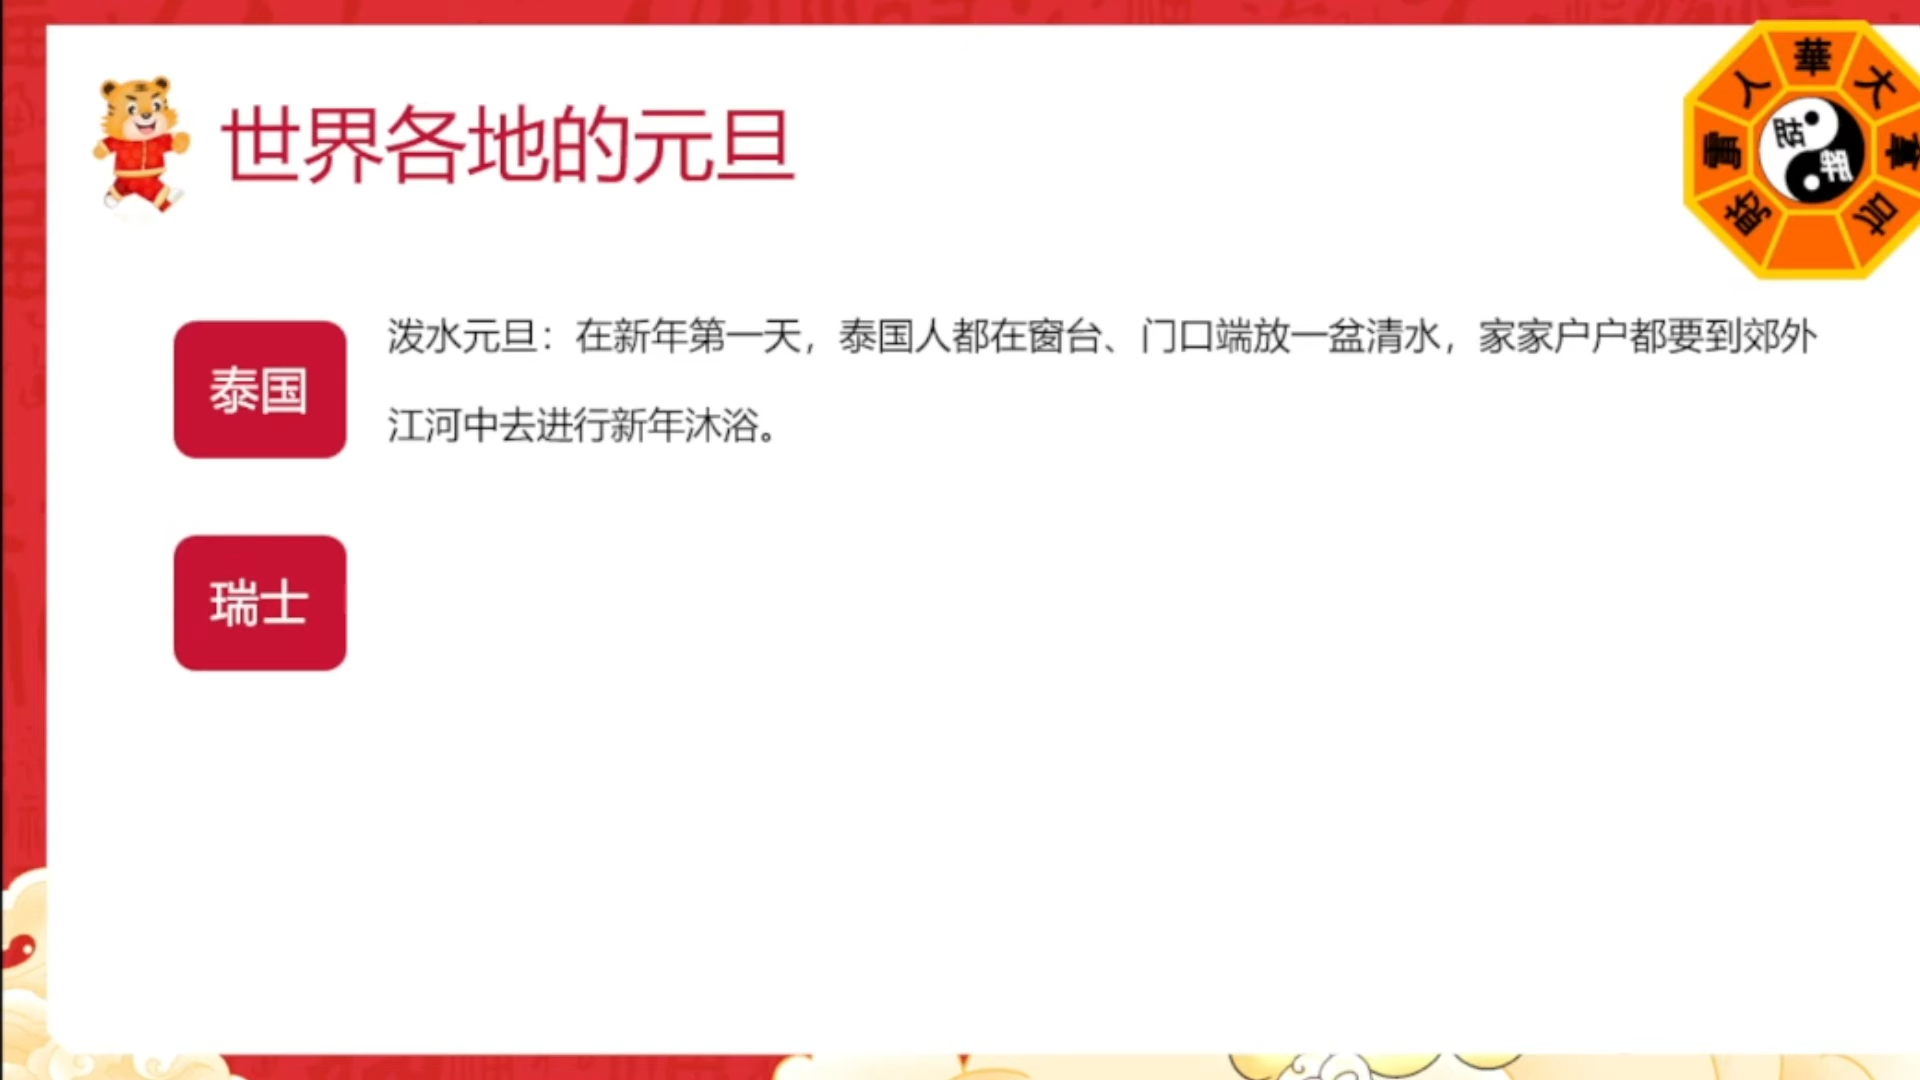 世界各地的元旦
泰国
泼水元旦：在新年第一天，泰国人都在窗台、门口端放一盆清水，家家户户都要到郊外
江河中去进行新年沐浴。
瑞士
人 華 大